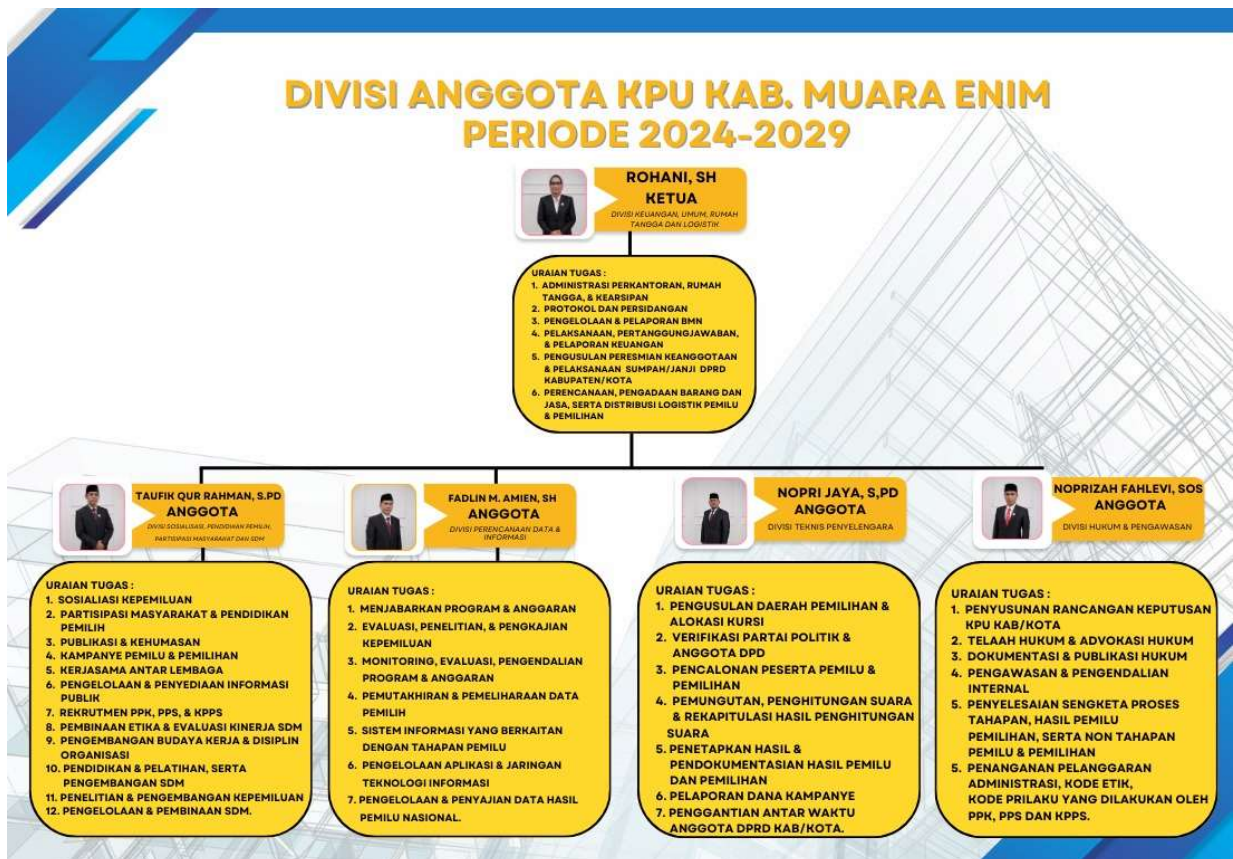 DIVISI ANGGOTA KPU KAB. MUARA ENIM
PERIODE 2024-2029
ROHANI, SH
KETUA
DIVISI KEUANGAN, UMUM, RUMAH
TANGGA DAN LOGISTIK
URAIAN TUGAS :
1. ADMINISTRASI PERKANTORAN, RUMAH
TANGGA, & KEARSIPAN
2. PROTOKOL DAN PERSIDANGAN
3. PENGELOLAAN & PELAPORAN BMN
4. PELAKSANAAN, PERTANGGUNGJAWABAN,
& PELAPORAN KEUANGAN
5. PENGUSULAN PERESMIAN KEANGGOTAAN
& PELAKSANAAN SUMPAH/JANJI DPRD
KABUPATEN/KOTA
6. PERENCANAAN, PENGADAAN BARANG DAN
JASA, SERTA DISTRIBUSI LOGISTIK PEMILU
& PEMILIHAN
TAUFIK QUR RAHMAN, S.PD
ANGGOTA
DIVISI SOSIALISASI, PENDIDIKAN PEMILIH,
PARTISIPASI MASYARAKAT DAN SDM
URAIAN TUGAS :
1. SOSIALIASI KEPEMILUAN
2. PARTISIPASI MASYARAKAT & PENDIDIKAN
PEMILIH
3. PUBLIKASI & KEHUMASAN
4. KAMPANYE PEMILU & PEMILIHAN
5. KERJASAMA ANTAR LEMBAGA
6. PENGELOLAAN & PENYEDIAAN INFORMASI
PUBLIK
7. REKRUTMEN PPK, PPS, & KPPS
8. PEMBINAAN ETIKA & EVALUASI KINERJA SDM
9. PENGEMBANGAN BUDAYA KERJA & DISIPLIN
ORGANISASI
10. PENDIDIKAN & PELATIHAN, SERTA
PENGEMBANGAN SDM
11. PENELITIAN & PENGEMBANGAN KEPEMILUAN
12. PENGELOLAAN & PEMBINAAN SDM.
FADLIN M. AMIEN, SH
ANGGOTA
DIVISI PERENCANAAN DATA &
INFORMASI
URAIAN TUGAS :
1. MENJABARKAN PROGRAM & ANGGARAN
2. EVALUASI, PENELITIAN, & PENGKAJIAN
KEPEMILUAN
3. MONITORING, EVALUASI, PENGENDALIAN
PROGRAM & ANGGARAN
4. PEMUTAKHIRAN & PEMELIHARAAN DATA
PEMILIH
5. SISTEM INFORMASI YANG BERKAITAN
DENGAN TAHAPAN PEMILU
6. PENGELOLAAN APLIKASI & JARINGAN
TEKNOLOGI INFORMASI
7. PENGELOLAAN & PENYAJIAN DATA HASIL
PEMILU NASIONAL.
NOPRI JAYA, S,PD
ANGGOTA
DIVISI TEKNIS PENYELENGARA
URAIAN TUGAS :
1. PENGUSULAN DAERAH PEMILIHAN &
ALOKASI KURSI
2. VERIFIKASI PARTAI POLITIK &
ANGGOTA DPD
3. PENCALONAN PESERTA PEMILU &
PEMILIHAN
4. PEMUNGUTAN, PENGHITUNGAN SUARA
& REKAPITULASI HASIL PENGHITUNGAN
SUARA
5. PENETAPKAN HASIL &
PENDOKUMENTASIAN HASIL PEMILU
DAN PEMILIHAN
6. PELAPORAN DANA KAMPANYE
7. PENGGANTIAN ANTAR WAKTU
ANGGOTA DPRD KAB/KOTA.
NOPRIZAH FAHLEVI, SOS
ANGGOTA
DIVISI HUKUM & PENGAWASAN
URAIAN TUGAS :
1. PENYUSUNAN RANCANGAN KEPUTUSAN
KPU KAB/KOTA
2. TELAAH HUKUM & ADVOKASI HUKUM
3. DOKUMENTASI & PUBLIKASI HUKUM
4. PENGAWASAN & PENGENDALIAN
INTERNAL
5. PENYELESAIAN SENGKETA PROSES
TAHAPAN, HASIL PEMILU
PEMILIHAN, SERTA NON TAHAPAN
PEMILU & PEMILIHAN
5. PENANGANAN PELANGGARAN
ADMINISTRASI, KODE ETIK,
KODE PRILAKU YANG DILAKUKAN OLEH
PPK, PPS DAN KPPS.